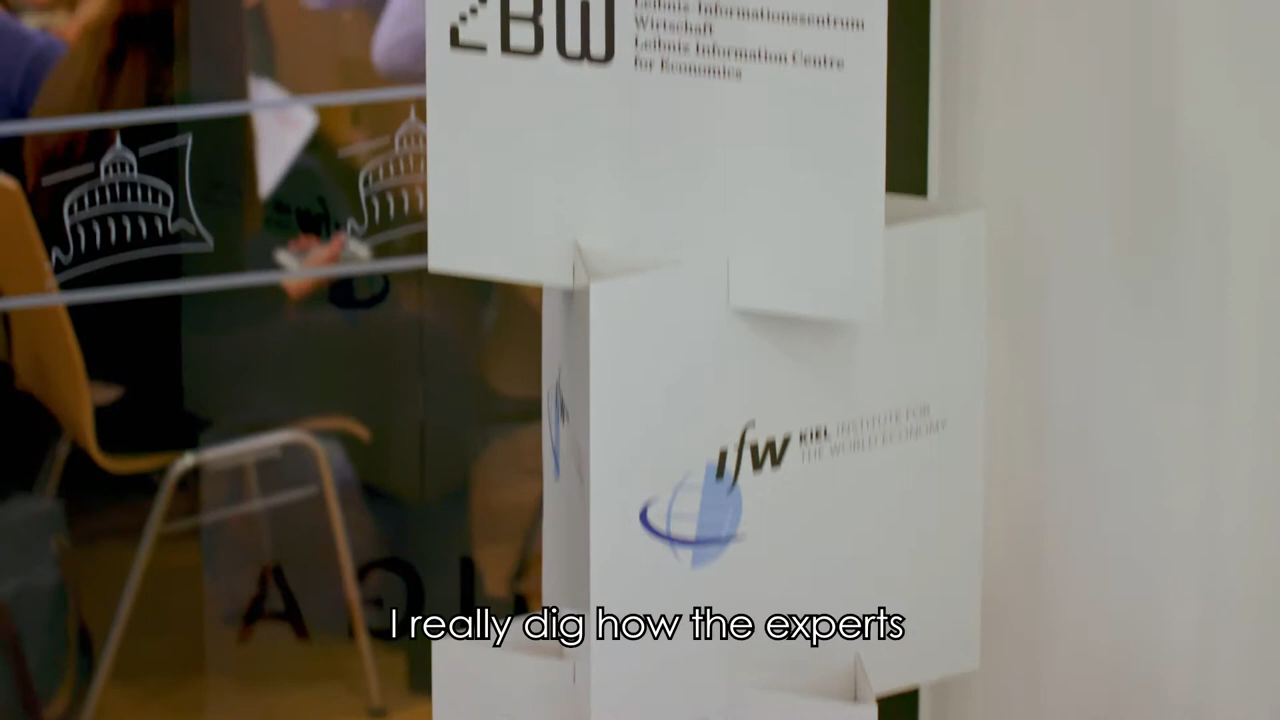 ZBW
Leibniz-Informationszentrum
Wirtschaft
Leibniz Information Centre
for Economics
ifw
KIEL INSTITUTE FOR
THE WORLD ECONOMY
I really dig how the experts